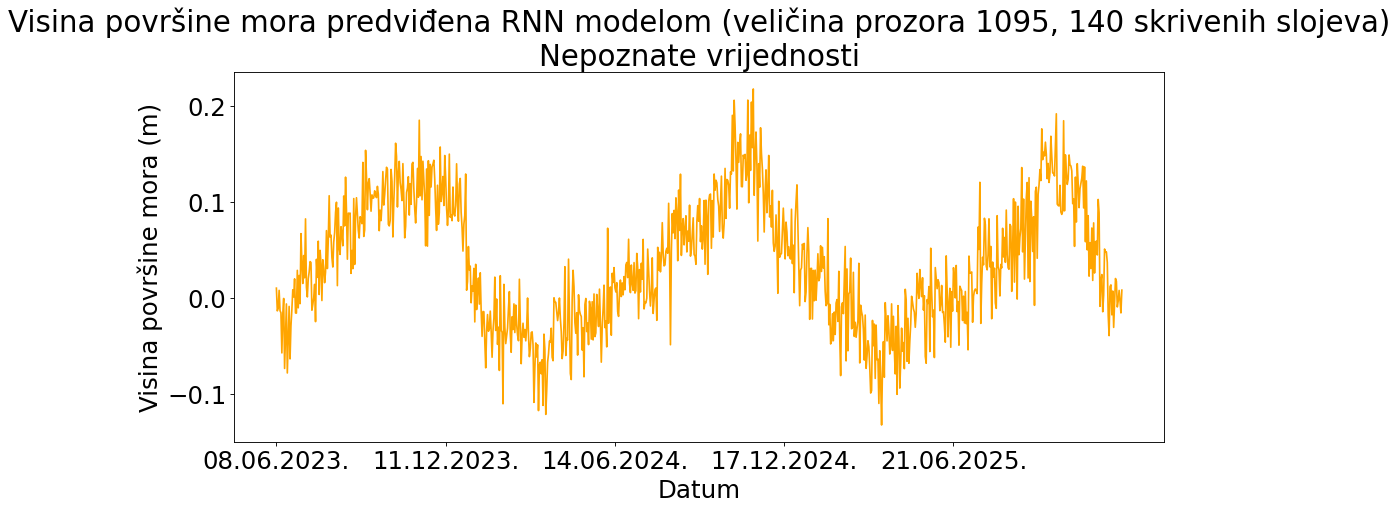 Visina površine mora predviđena RNN modelom (veličina prozora 1095, 140 skrivenih slojeva)
Nepoznate vrijednosti
Visina površine mora (m)
0.2
0.1
0.0
−0.1
08.06.2023. 11.12.2023. 14.06.2024. 17.12.2024. 21.06.2025.
Datum